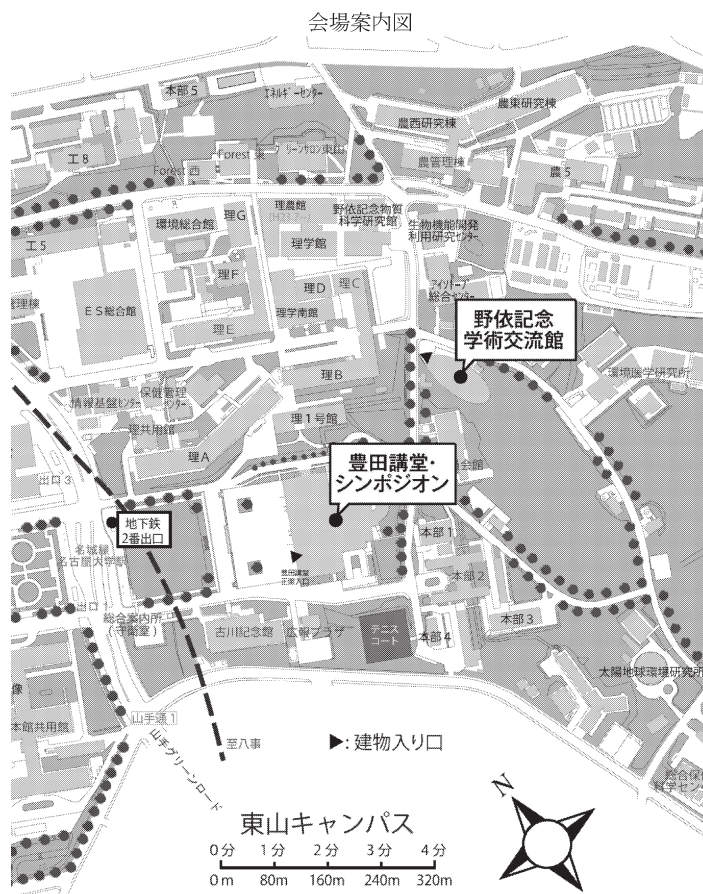 会場案内図
本部5
エネルギーセンター
農東研究棟
農西研究棟
工8
Forest 西
Forest 東
グリーンサロン東山
農管理棟
農5
環境総合館
理G
理農館
野依記念物質
科学研究館
理学館
生物機能開発
利用研究センター
工5
理F
理D
理C
アイソトープ
総合センター
ES総合館
理学南館
理E
野依記念
学術交流館
理B
環境医学研究所
情報基盤センター
保健管理
センター
理共用館
理1号館
理A
豊田講堂・
シンポジオン
出口3
地下鉄
2番出口
名城線
名古屋大学駅
本部1
豊田講堂
正面入口
本部2
出口1
総合案内所
(守衛室)
古川記念館
広報プラザ
テニス
コート
本部4
本部3
太陽地球環境研究所
本館共用館
山手通1
山手グリーンロード
至八事
▶:建物入り口
N
東山キャンパス
0分 1分 2分 3分 4分
0m 80m 160m 240m 320m